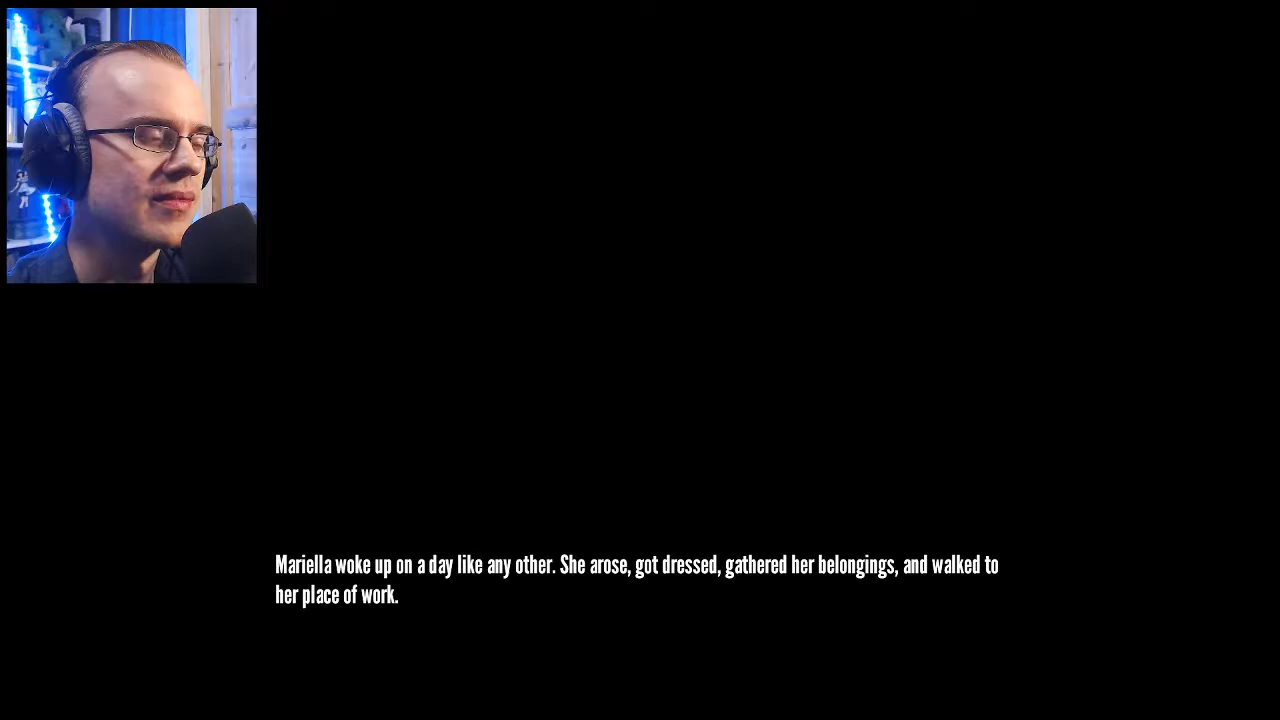 Mariella woke up on a day like any other. She arose, got dressed, gathered her belongings, and walked to
her place of work.